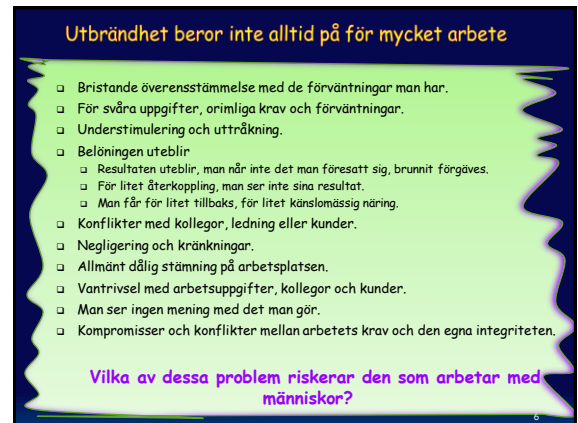 Utbrändhet beror inte alltid på för mycket arbete
Bristande överensstämmelse med de förväntningar man har.
För svåra uppgifter, orimliga krav och förväntningar.
Understimulering och uttråkning.
Belöningen uteblir
Resultaten uteblir, man når inte det man föresatt sig, brunnit förgäves.
För litet återkoppling, man ser inte sina resultat.
Man får för litet tillbaks, för litet känslomässig näring.
Konflikter med kollegor, ledning eller kunder.
Negligering och kränkningar.
Allmänt dålig stämning på arbetsplatsen.
Vantrivsel med arbetsuppgifter, kollegor och kunder.
Man ser ingen mening med det man gör.
Kompromisser och konflikter mellan arbetets krav och den egna integriteten.
Vilka av dessa problem riskerar den som arbetar med
människor?
6